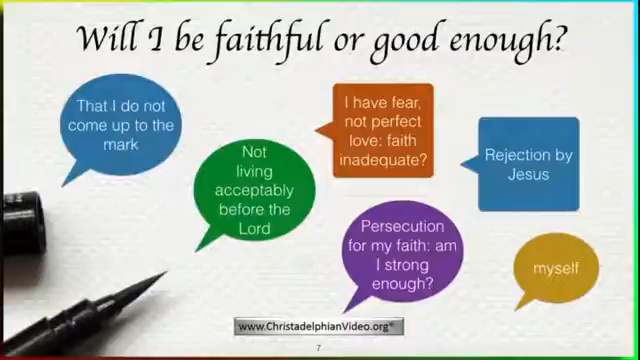 Will I be faithful or good enough?
That I do not
come up to the
mark
Not
living
acceptably
before the
Lord
I have fear,
not perfect
love: faith
inadequate?
Rejection by
Jesus
Persecution
for my faith: am
I strong
enough?
myself
www.ChristadelphianVideo.org®
7